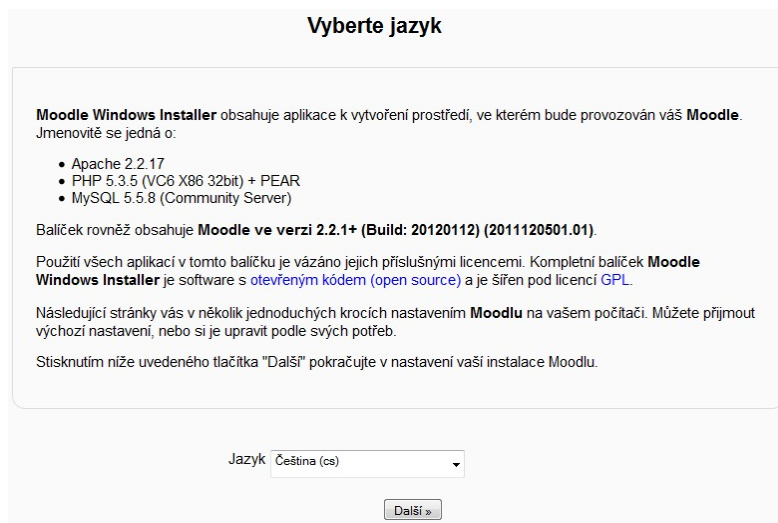 Vyberte jazyk
Moodle Windows Installer obsahuje aplikace k vytvoření prostředí, ve kterém bude provozován váš Moodle.
Jmenovitě se jedná o:
• Apache 2.2.17
• PHP 5.3.5 (VC6 X86 32bit) + PEAR
• MySQL 5.5.8 (Community Server)
Balíček rovněž obsahuje Moodle ve verzi 2.2.1+ (Build: 20120112) (2011120501.01).
Použití všech aplikací v tomto balíčku je vázáno jejich příslušnými licencemi. Kompletní balíček Moodle
Windows Installer je software s otevřeným kódem (open source) a je šířen pod licencí GPL.
Následující stránky vás v několik jednoduchých krocích nastavením Moodlu na vašem počítači. Můžete přijmout
výchozí nastavení, nebo si je upravit podle svých potřeb.
Stisknutím níže uvedeného tlačítka "Další" pokračujte v nastavení vaší instalace Moodlu.
Jazyk Čeština (cs)
Další »